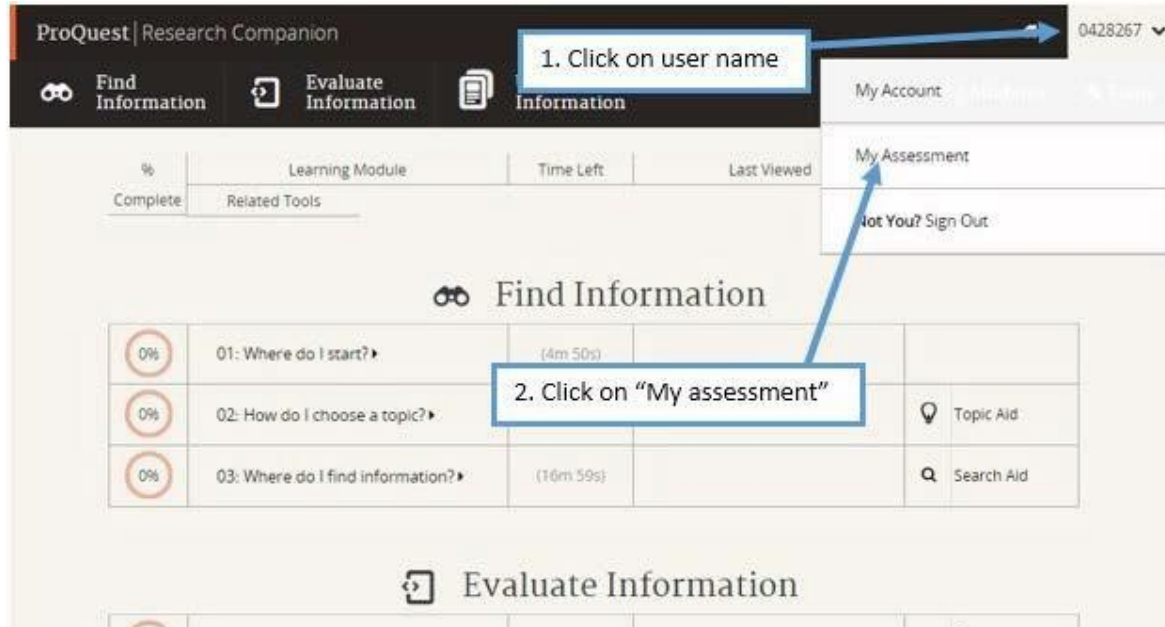 ProQuest | Research Companion
1. Click on user name
0428267
Find
Information
Evaluate
Information
Information
My Account
My Assessment
Not You? Sign Out
% Complete
Learning Module
Related Tools
Time Left
Last Viewed
Find Information
0%
01: Where do I start?
(4m 50s)
2. Click on “My assessment”
0%
02: How do I choose a topic?
Topic Aid
0%
03: Where do I find information?
(16m 59s)
Search Aid
Evaluate Information